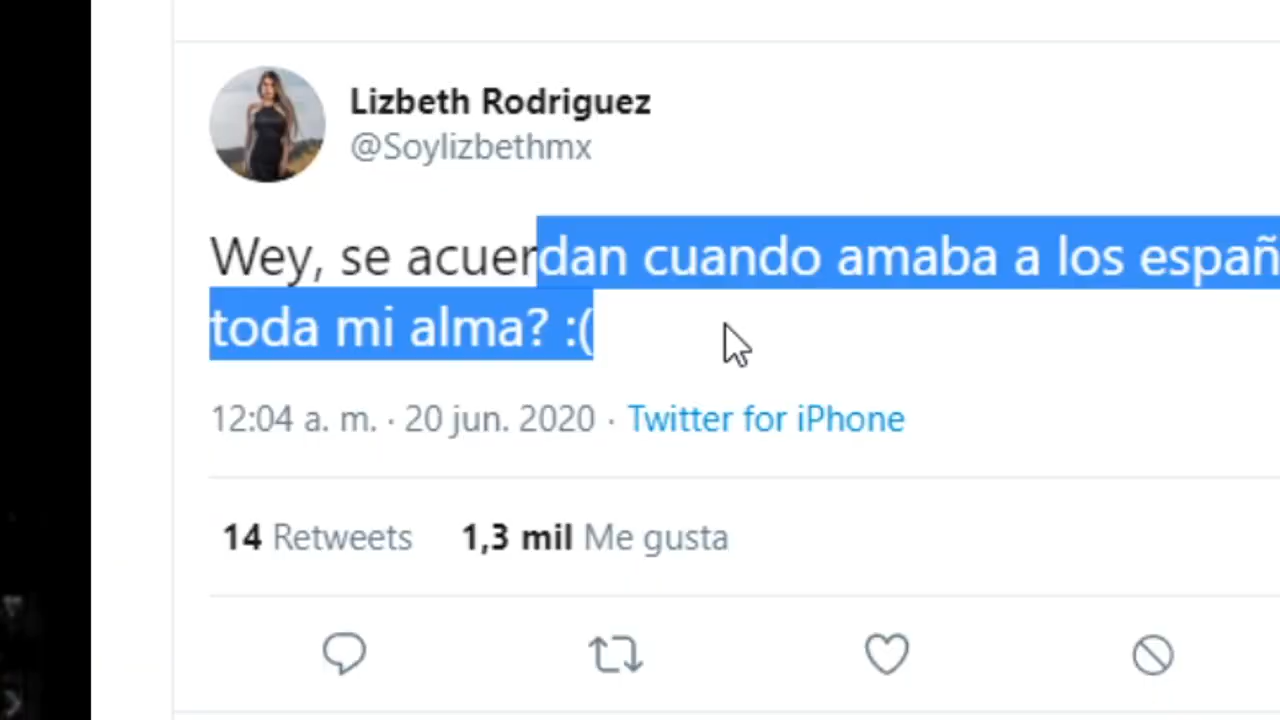 Lizbeth Rodriguez
@Soylizbethmx
Wey, se acuerdan cuando amaba a los españ
toda mi alma? :(
12:04 a. m. · 20 jun. 2020 · Twitter for iPhone
14 Retweets 1,3 mil Me gusta